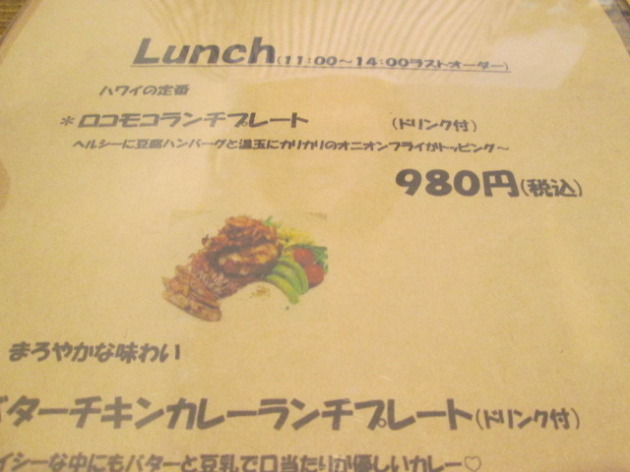 Lunch(11:00〜14:00ラストオーダー)
ハワイの定番
＊ロコモコランチプレート (ドリンク付)
ヘルシーに豆腐ハンバーグと温玉にカリカリのオニオンフライがトッピング〜
980円(税込)
まろやかな味わい
バターチキンカレーランチプレート(ドリンク付)
イシーな中にもバターと豆乳で口当たりが優しいカレー♡